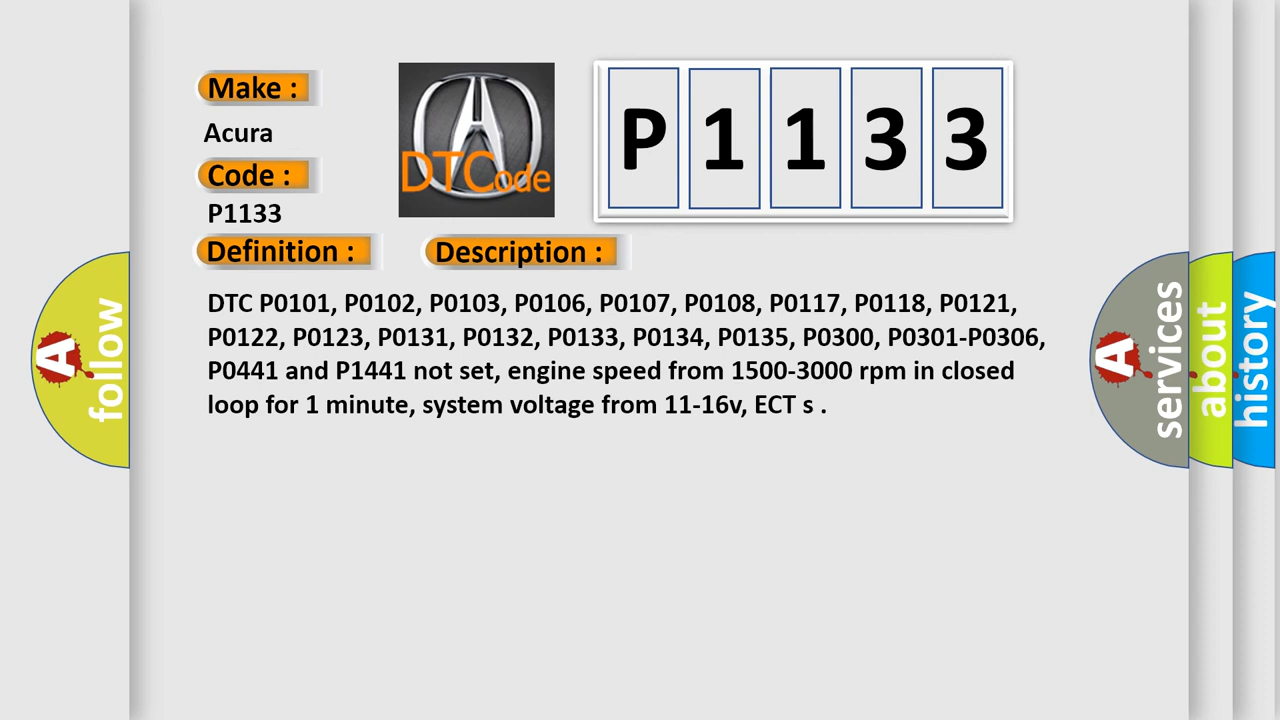 Make :
Acura
Code :
P1133
Definition :
Description :
DTCode
P 1 1 3 3
DTC P0101, P0102, P0103, P0106, P0107, P0108, P0117, P0118, P0121,
P0122, P0123, P0131, P0132, P0133, P0134, P0135, P0300, P0301-P0306,
P0441 and P1441 not set, engine speed from 1500-3000 rpm in closed
loop for 1 minute, system voltage from 11-16v, ECT s .
A follow
A services
about
history